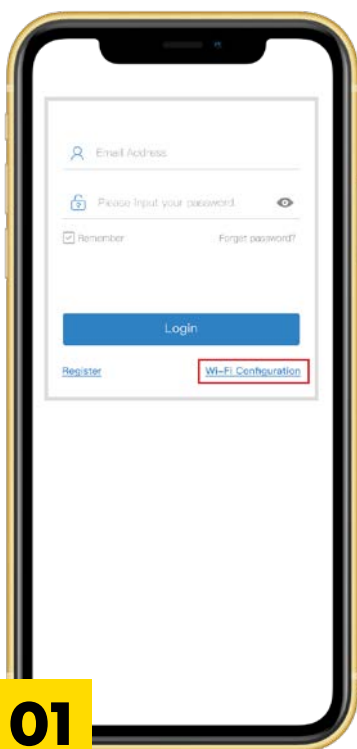 Email Address
Please Input your password
Remember Forget password?
Login
Register Wi-Fi Configuration
01